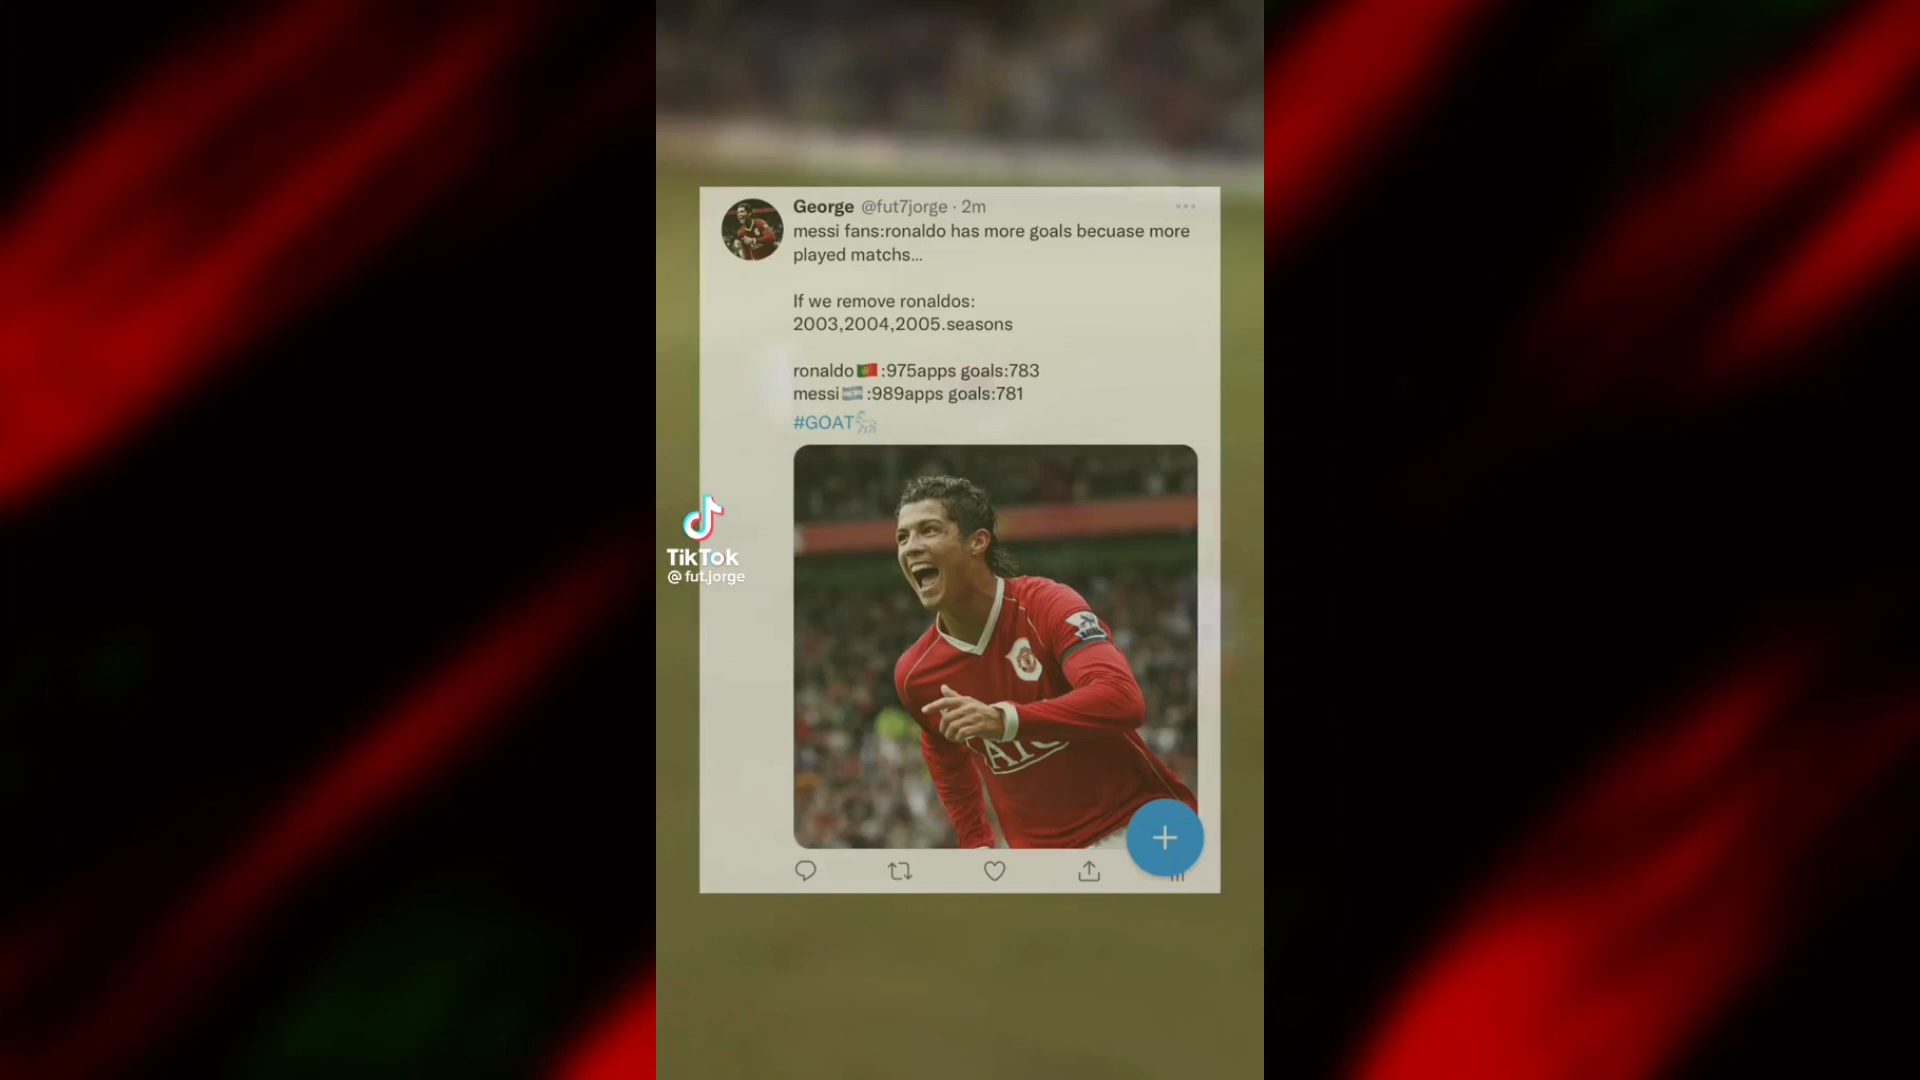 George @fut7jorge · 2m
messi fans:ronaldo has more goals becuase more
played matchs...
If we remove ronaldos:
2003,2004,2005.seasons
ronaldo🇵🇹:975apps goals:783
messi🇦🇷:989apps goals:781
#GOAT🐐
TikTok
@fut.jorge
AIG